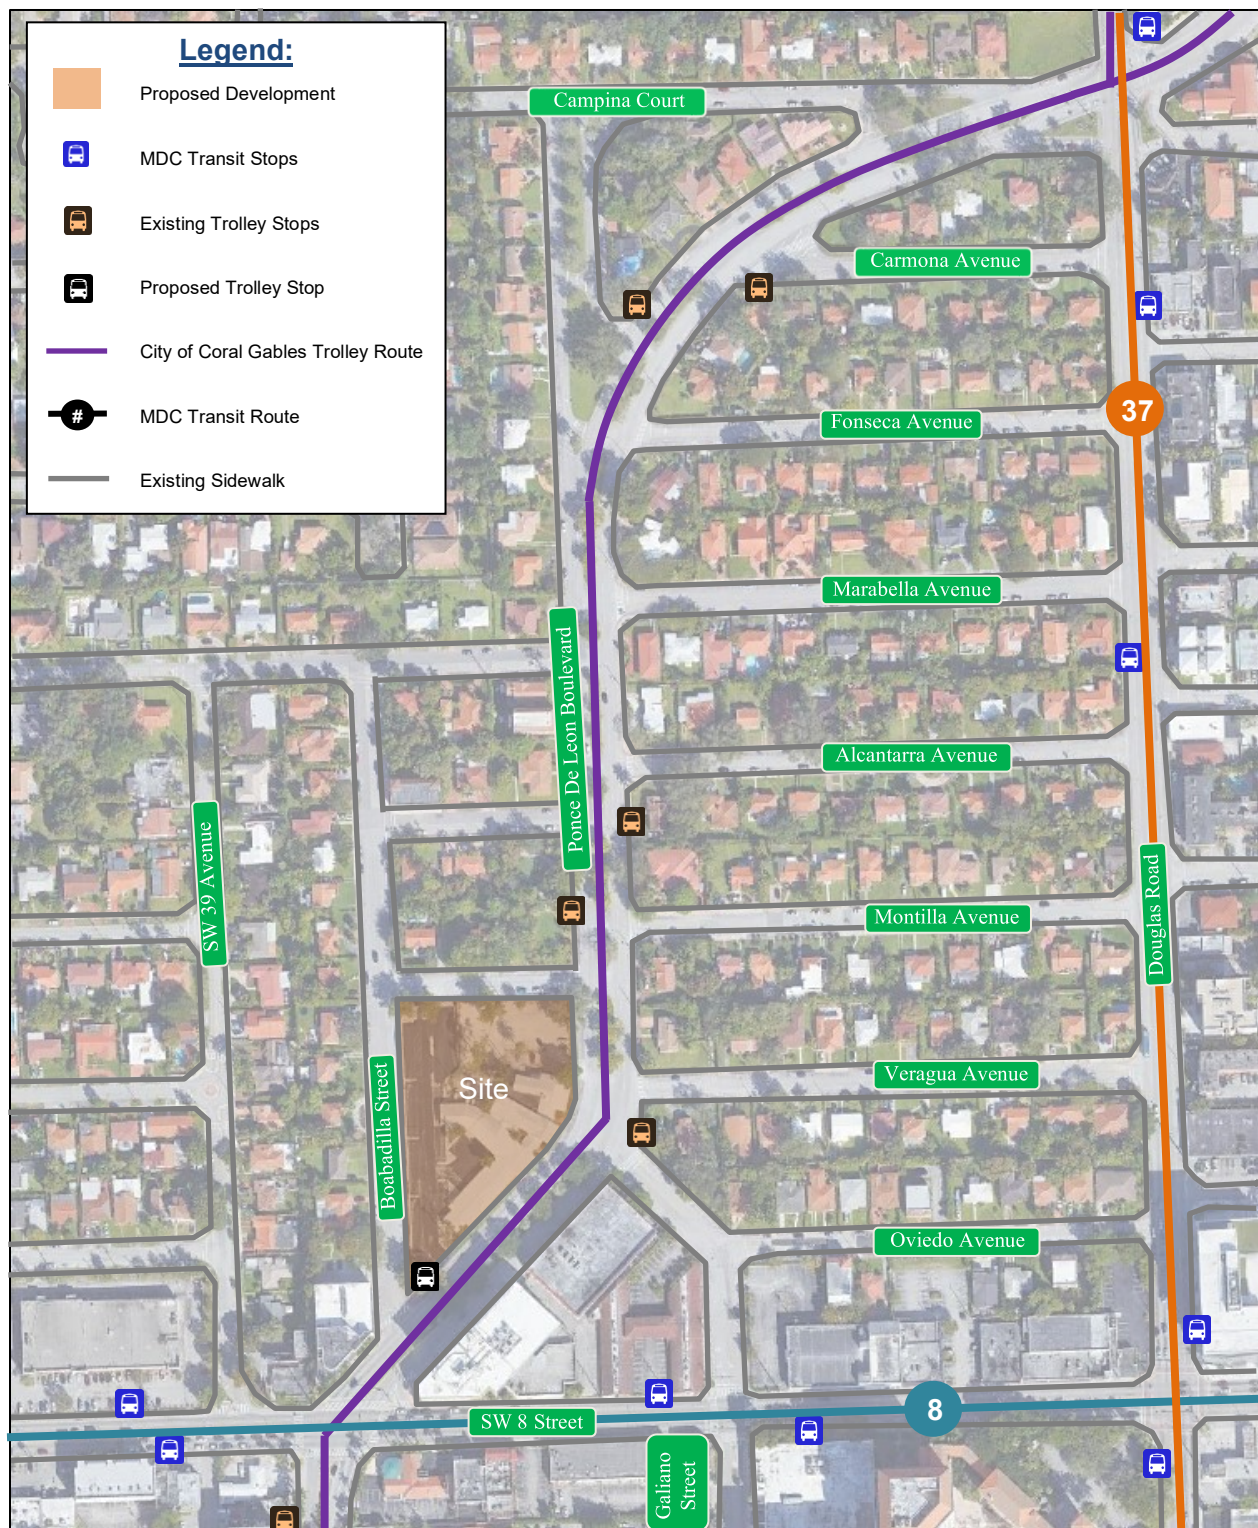 Legend:
Proposed Development
MDC Transit Stops
Existing Trolley Stops
Proposed Trolley Stop
City of Coral Gables Trolley Route
# MDC Transit Route
Existing Sidewalk
Campina Court
Carmona Avenue
37
Fonseca Avenue
Marabella Avenue
Ponce De Leon Boulevard
Alcantarra Avenue
SW 39 Avenue
Douglas Road
Montilla Avenue
Site
Boabadilla Street
Veragua Avenue
Oviedo Avenue
8
SW 8 Street
Galiano
Street